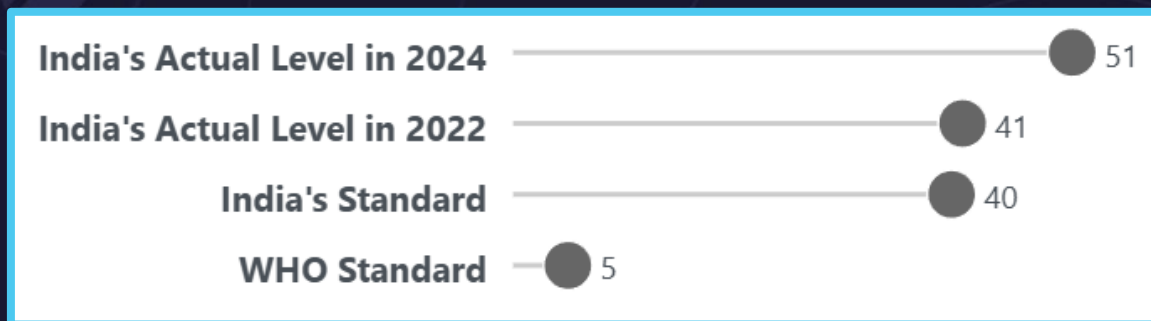 India's Actual Level in 2024 51
India's Actual Level in 2022 41
India's Standard 40
WHO Standard 5